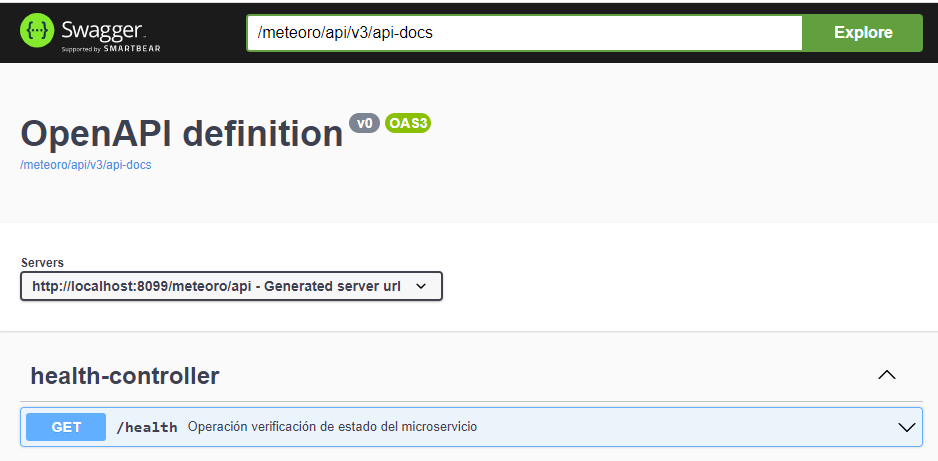 Swagger
Supported by SMARTBEAR
/meteoro/api/v3/api-docs
Explore
OpenAPI definition v0 OAS3
/meteoro/api/v3/api-docs
Servers
http://localhost:8099/meteoro/api - Generated server url
health-controller
GET /health Operación verificación de estado del microservicio